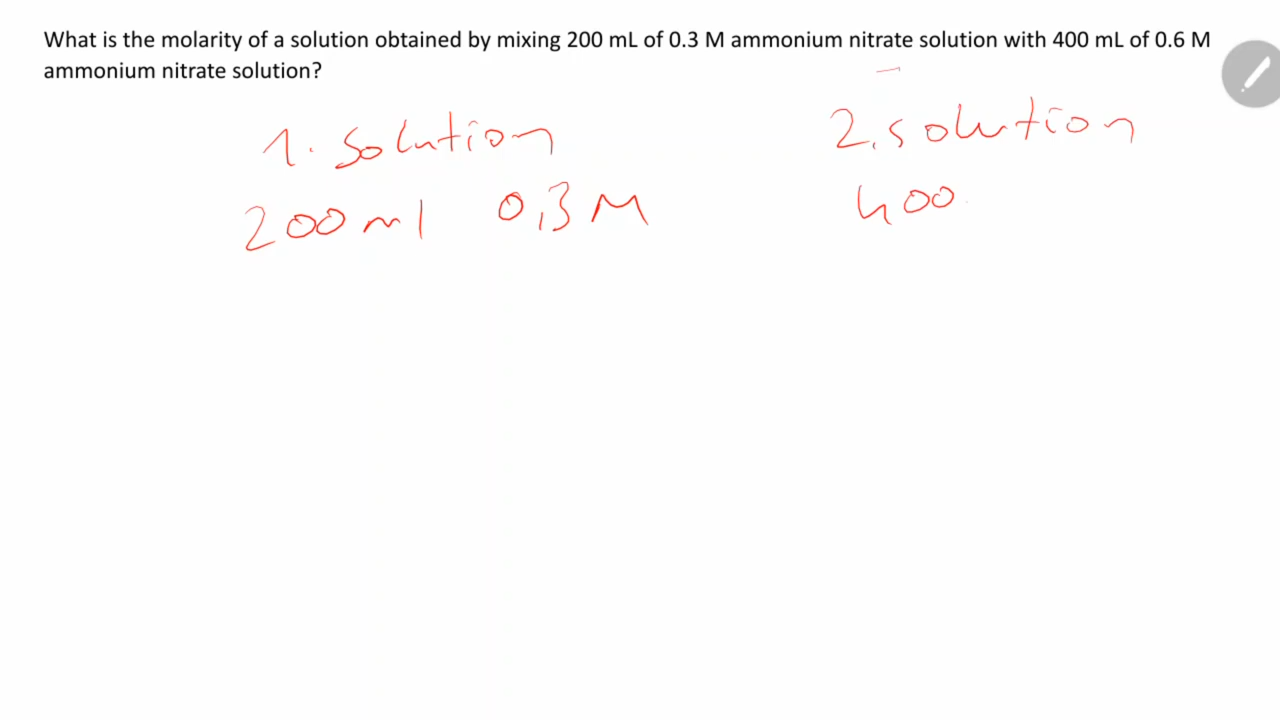 What is the molarity of a solution obtained by mixing 200 mL of 0.3 M ammonium nitrate solution with 400 mL of 0.6 M
ammonium nitrate solution?
1. solution 2. solution
200 ml 0,3 M 400